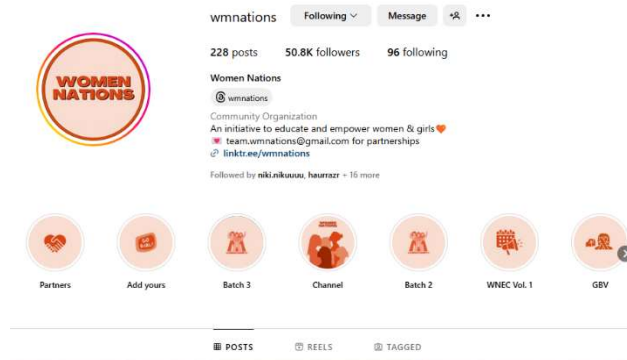 wmnations Following Message
228 posts 50.8K followers 96 following
WOMEN
NATIONS
Women Nations
wmnations
Community Organization
An initiative to educate and empower women & girls🧡
💌 team.wmnations@gmail.com for partnerships
linktr.ee/wmnations
Followed by niki.nikuuuu, haurrazr + 16 more
Partners Add yours Batch 3 Channel Batch 2 WNEC Vol. 1 GBV
POSTS REELS TAGGED